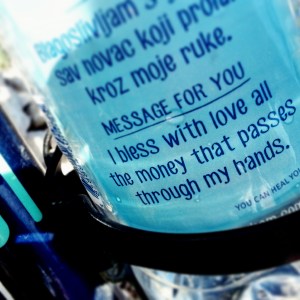 Blagosiljam s
sav novac koji prolazi
kroz moje ruke.
MESSAGE FOR YOU
I bless with love all
the money that passes
through my hands.
YOU CAN HEAL YOU